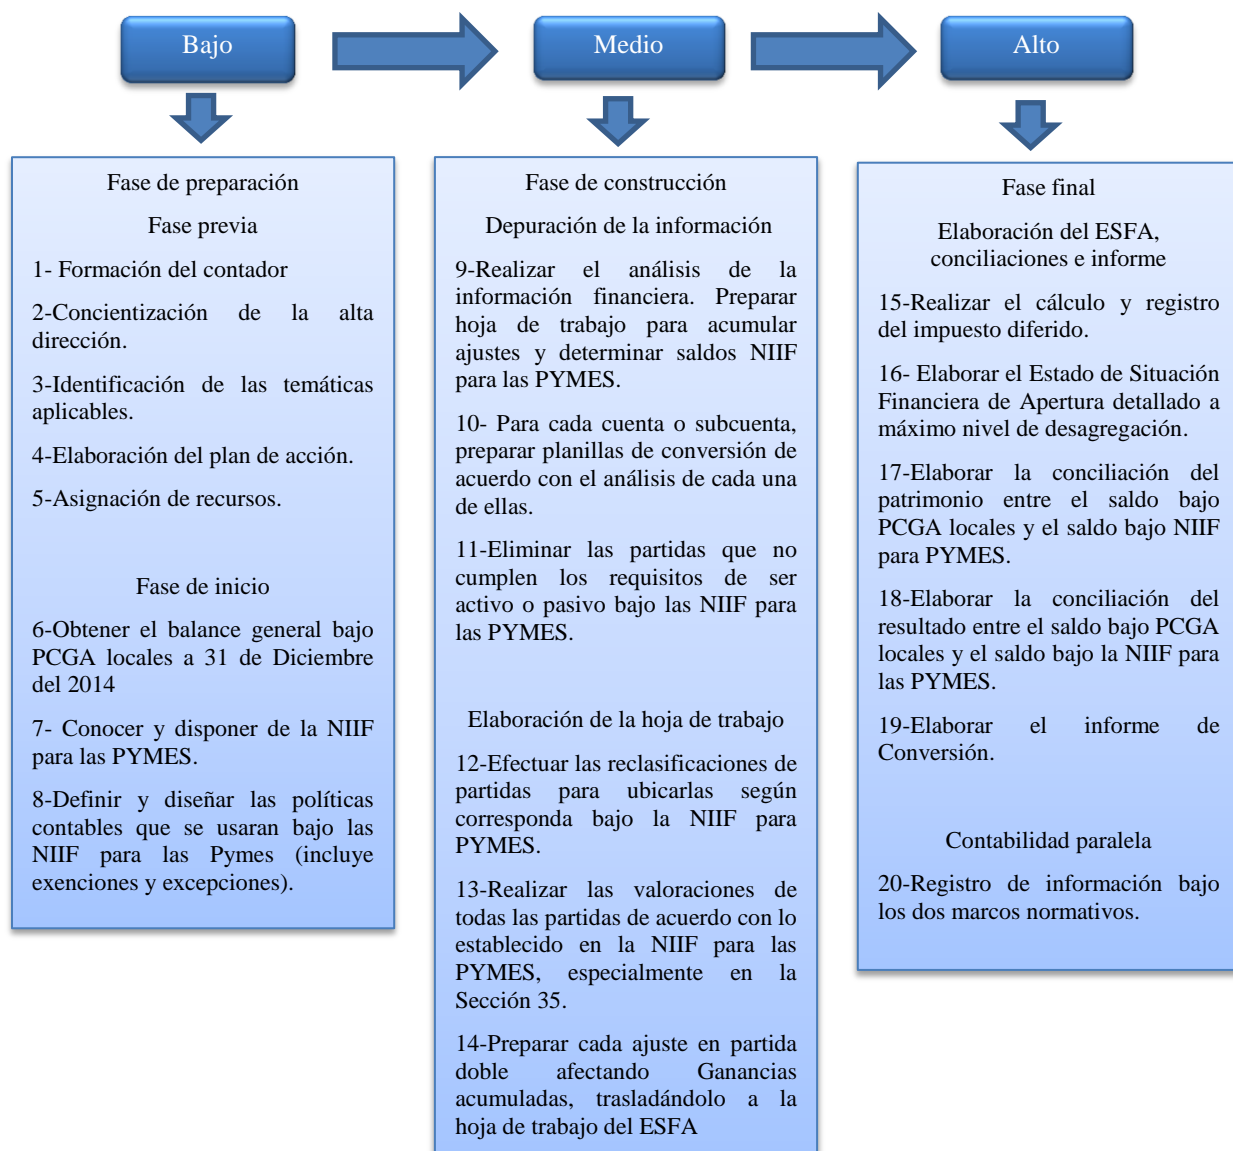 Bajo
Medio
Alto
Fase de preparación
Fase previa
1- Formación del contador
2-Concientización de la alta
dirección.
3-Identificación de las temáticas
aplicables.
4-Elaboración del plan de acción.
5-Asignación de recursos.
Fase de inicio
6-Obtener el balance general bajo
PCGA locales a 31 de Diciembre
del 2014
7- Conocer y disponer de la NIIF
para las PYMES.
8-Definir y diseñar las políticas
contables que se usaran bajo las
NIIF para las Pymes (incluye
exenciones y excepciones).
Fase de construcción
Depuración de la información
9-Realizar el análisis de la
información financiera. Preparar
hoja de trabajo para acumular
ajustes y determinar saldos NIIF
para las PYMES.
10- Para cada cuenta o subcuenta,
preparar planillas de conversión de
acuerdo con el análisis de cada una
de ellas.
11-Eliminar las partidas que no
cumplen los requisitos de ser
activo o pasivo bajo las NIIF para
las PYMES.
Elaboración de la hoja de trabajo
12-Efectuar las reclasificaciones de
partidas para ubicarlas según
corresponda bajo la NIIF para
PYMES.
13-Realizar las valoraciones de
todas las partidas de acuerdo con lo
establecido en la NIIF para las
PYMES, especialmente en la
Sección 35.
14-Preparar cada ajuste en partida
doble afectando Ganancias
acumuladas, trasladándolo a la
hoja de trabajo del ESFA
Fase final
Elaboración del ESFA,
conciliaciones e informe
15-Realizar el cálculo y registro
del impuesto diferido.
16- Elaborar el Estado de Situación
Financiera de Apertura detallado a
máximo nivel de desagregación.
17-Elaborar la conciliación del
patrimonio entre el saldo bajo
PCGA locales y el saldo bajo NIIF
para PYMES.
18-Elaborar la conciliación del
resultado entre el saldo bajo PCGA
locales y el saldo bajo la NIIF para
las PYMES.
19-Elaborar el informe de
Conversión.
Contabilidad paralela
20-Registro de información bajo
los dos marcos normativos.